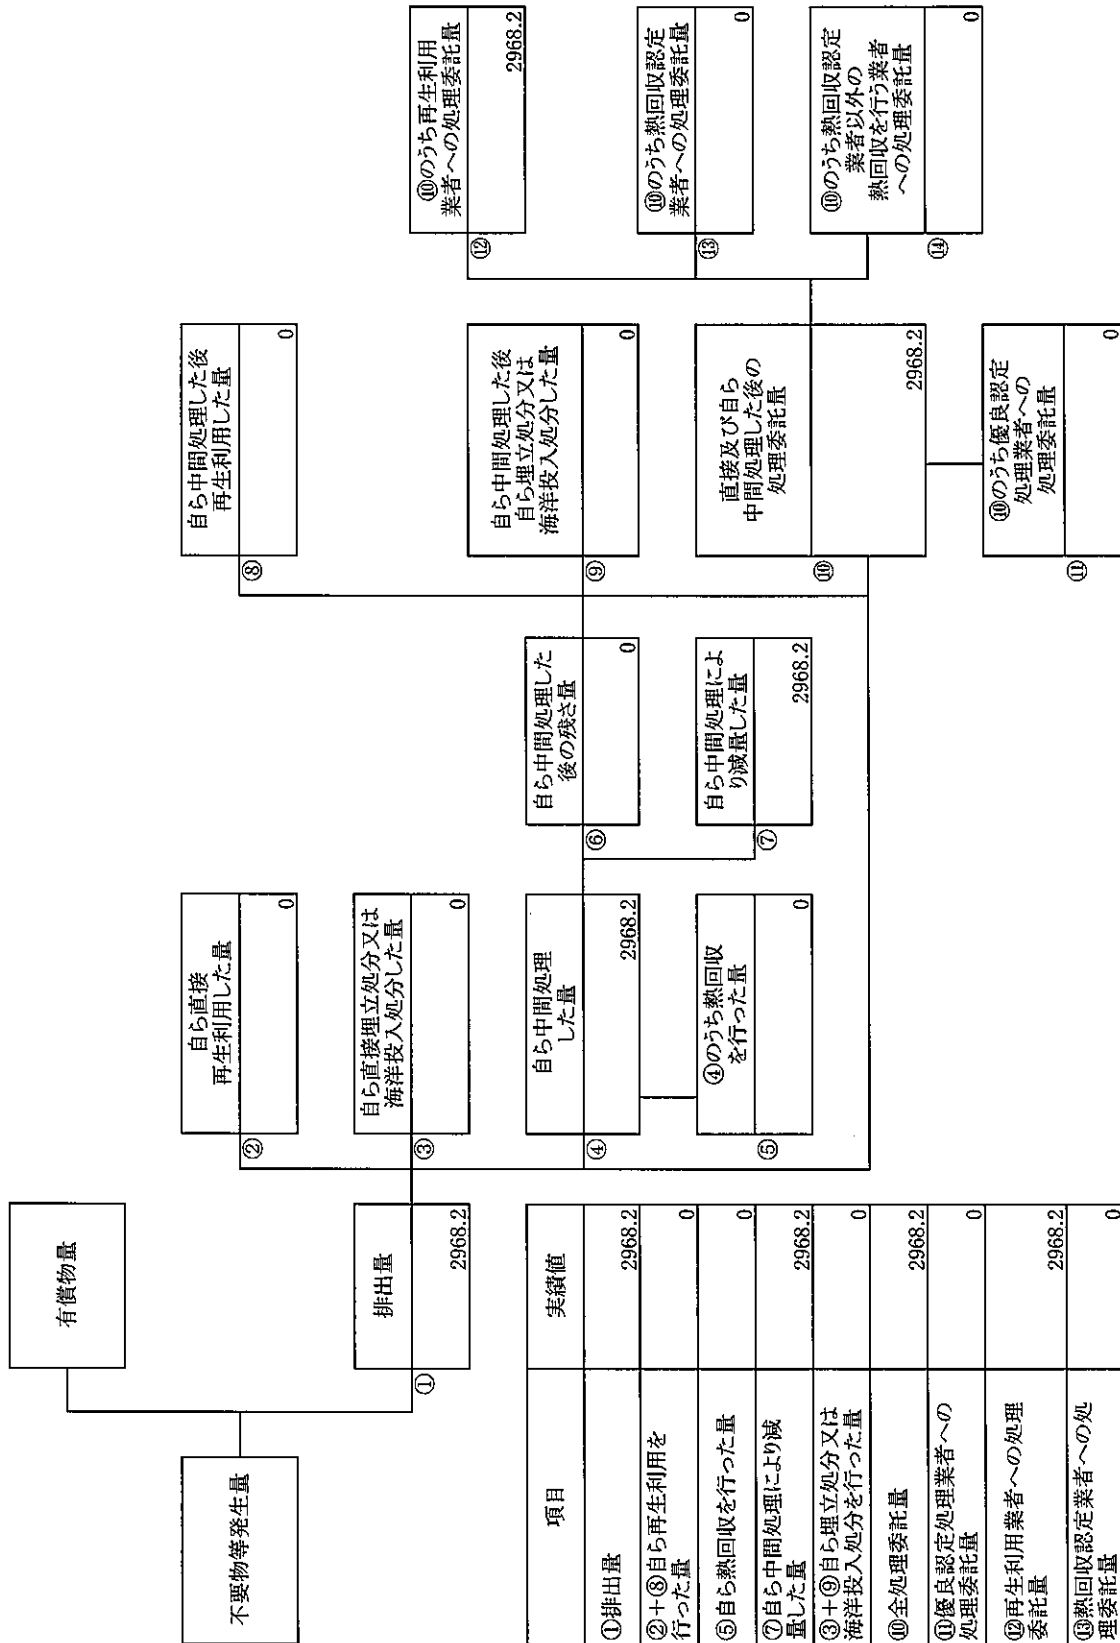 不要物等発生量
有償物量
①
排出量
2968.2
②
自ら直接
再生利用した量
0
③
自ら直接埋立処分又は
海洋投入処分した量
0
④
自ら中間処理
した量
2968.2
⑤
④のうち熱回収
を行った量
0
⑥
自ら中間処理した
後の残さ量
0
⑦
自ら中間処理によ
り減量した量
2968.2
⑧
自ら中間処理した後
再生利用した量
0
⑨
自ら中間処理した後
自ら埋立処分又は
海洋投入処分した量
0
⑩
直接及び自ら
中間処理した後の
処理委託量
2968.2
⑪
⑩のうち優良認定
処理業者への
処理委託量
0
⑫
⑩のうち再生利用
業者への処理委託量
2968.2
⑬
⑩のうち熱回収認定
業者への処理委託量
0
⑭
⑩のうち熱回収認定
業者以外の
熱回収を行う業者
への処理委託量
0
項目 実績値
①排出量 2968.2
②+⑧自ら再生利用を
行った量 0
⑤自ら熱回収を行った量 0
⑦自ら中間処理により減
量した量 2968.2
③+⑨自ら埋立処分又は
海洋投入処分を行った量 0
⑩全処理委託量 2968.2
⑪優良認定処理業者への
処理委託量 0
⑫再生利用業者への処理
委託量 2968.2
⑬熱回収認定業者への処
理委託量 0